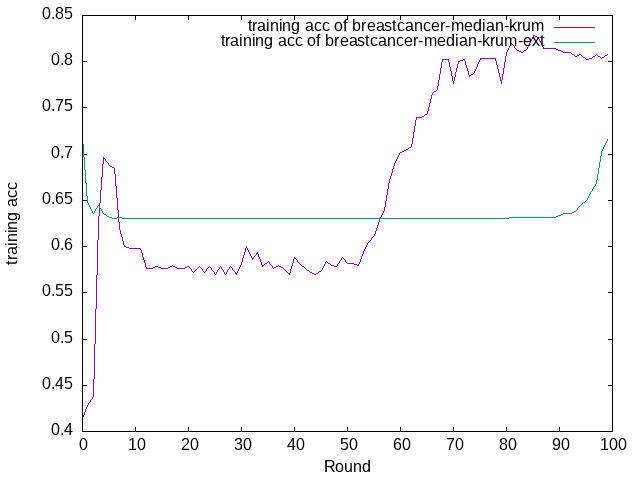 0.85
training acc of breastcancer-median-krum
training acc of breastcancer-median-krum-ext
0.8
0.75
0.7
0.65
training acc
0.6
0.55
0.5
0.45
0.4
0 10 20 30 40 50 60 70 80 90 100
Round